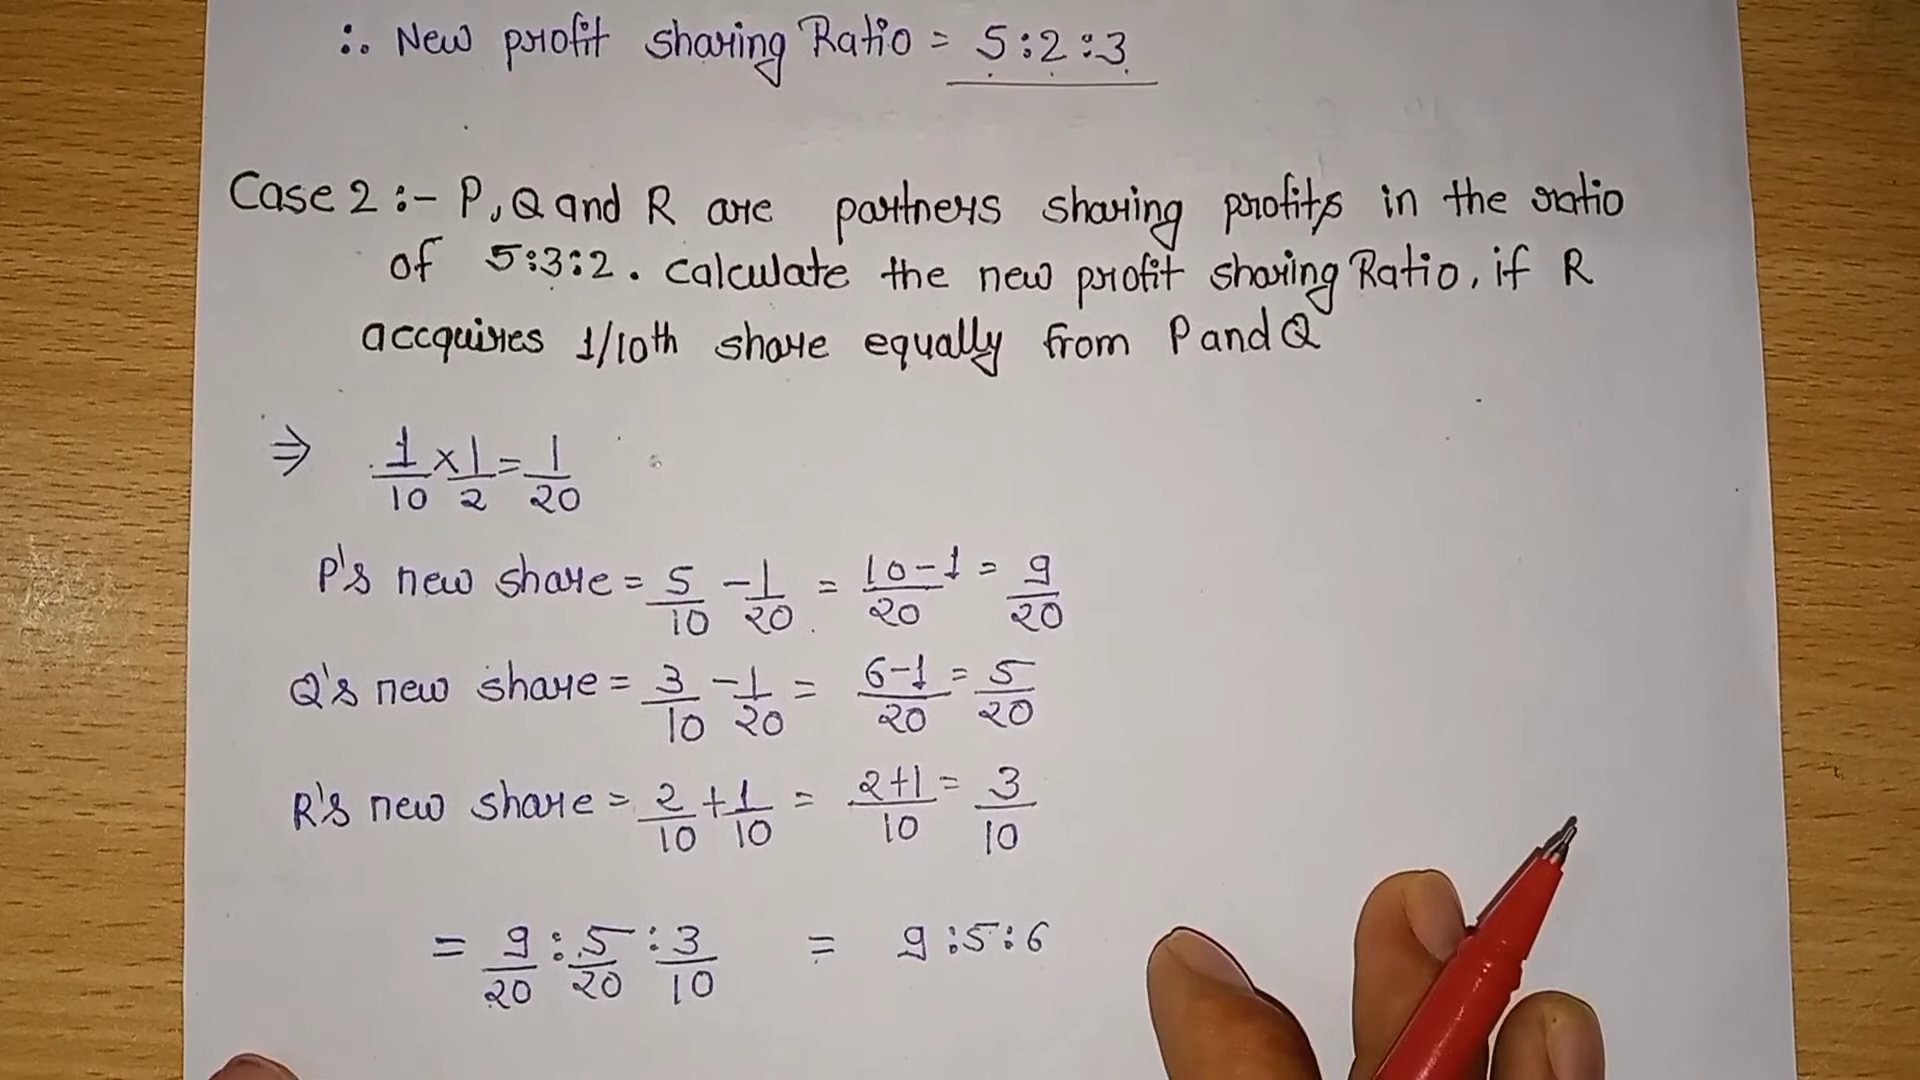 ∴ New profit sharing Ratio = 5:2:3
Case 2 :- P, Q and R are partners sharing profits in the ratio
of 5:3:2. Calculate the new profit sharing Ratio, if R
accquires 1/10th share equally from P and Q
⇒ 1/10 × 1/2 = 1/20
P's new share = 5/10 - 1/20 = 10-1/20 = 9/20
Q's new share = 3/10 - 1/20 = 6-1/20 = 5/20
R's new share = 2/10 + 1/10 = 2+1/10 = 3/10
= 9/20 : 5/20 : 3/10 = 9:5:6